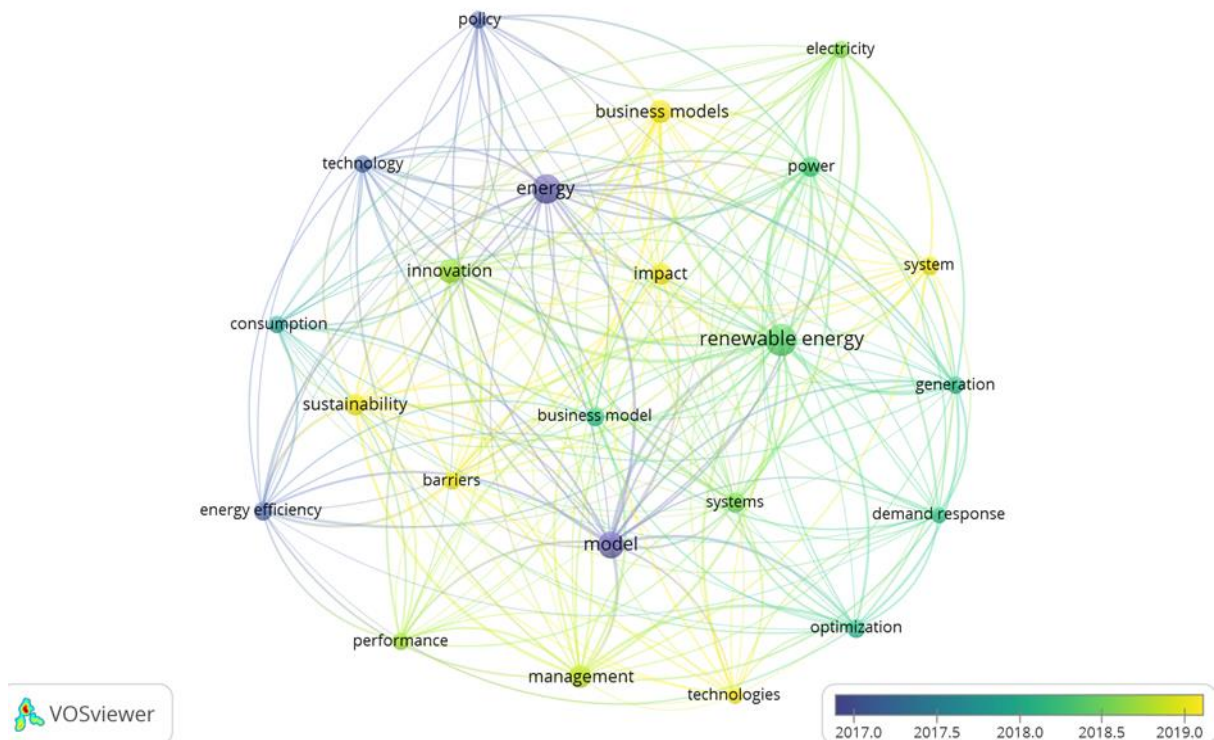 policy
electricity
business models
technology
power
energy
innovation
impact
system
consumption
renewable energy
generation
sustainability
business model
barriers
systems
energy efficiency
demand response
model
optimization
performance
management
technologies
VOSviewer
2017.0 2017.5 2018.0 2018.5 2019.0